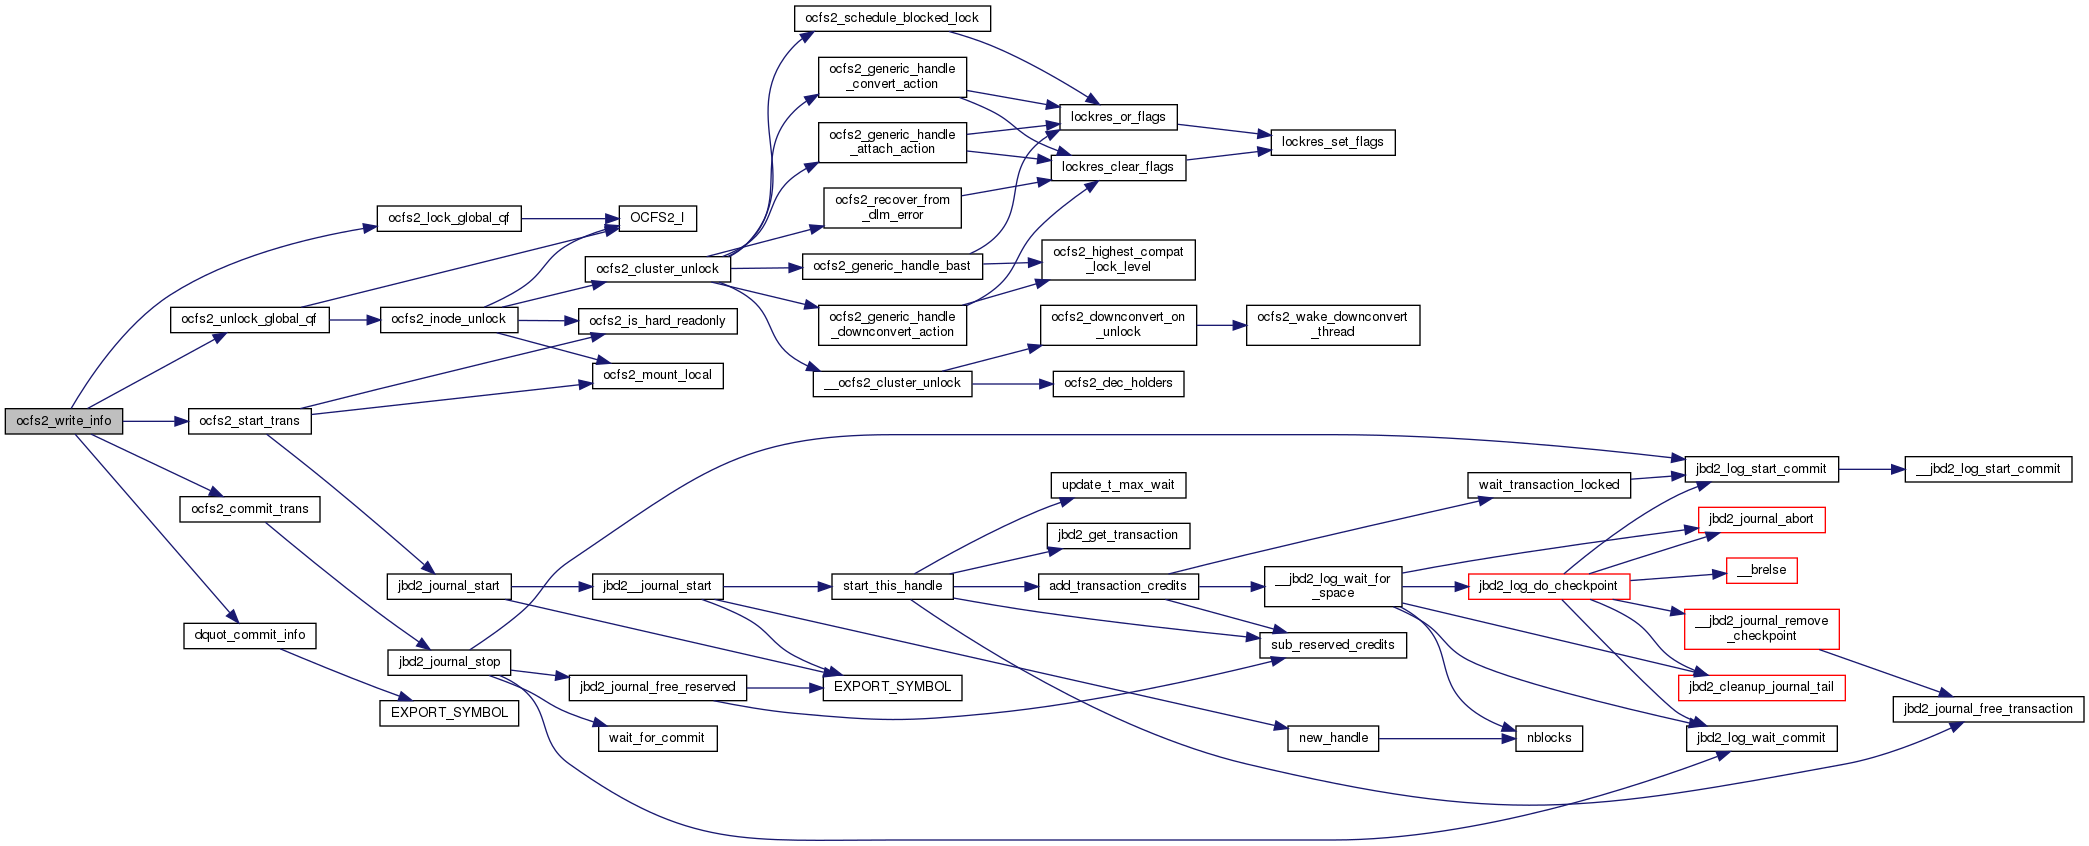 ocfs2_write_info
ocfs2_lock_global_qf
ocfs2_unlock_global_qf
ocfs2_start_trans
ocfs2_commit_trans
dquot_commit_info
OCFS2_I
ocfs2_inode_unlock
ocfs2_cluster_unlock
ocfs2_is_hard_readonly
ocfs2_mount_local
jbd2_journal_start
jbd2_journal_stop
EXPORT_SYMBOL
ocfs2_schedule_blocked_lock
ocfs2_generic_handle
_convert_action
ocfs2_generic_handle
_attach_action
ocfs2_recover_from
_dlm_error
ocfs2_generic_handle_bast
ocfs2_generic_handle
_downconvert_action
__ocfs2_cluster_unlock
lockres_or_flags
lockres_clear_flags
lockres_set_flags
ocfs2_highest_compat
_lock_level
ocfs2_downconvert_on
_unlock
ocfs2_wake_downconvert
_thread
ocfs2_dec_holders
jbd2__journal_start
jbd2_journal_free_reserved
wait_for_commit
start_this_handle
EXPORT_SYMBOL
update_t_max_wait
jbd2_get_transaction
add_transaction_credits
__jbd2_log_wait_for
_space
sub_reserved_credits
new_handle
wait_transaction_locked
jbd2_log_do_checkpoint
nblocks
jbd2_log_start_commit
__jbd2_log_start_commit
jbd2_journal_abort
__brelse
__jbd2_journal_remove
_checkpoint
jbd2_cleanup_journal_tail
jbd2_log_wait_commit
jbd2_journal_free_transaction